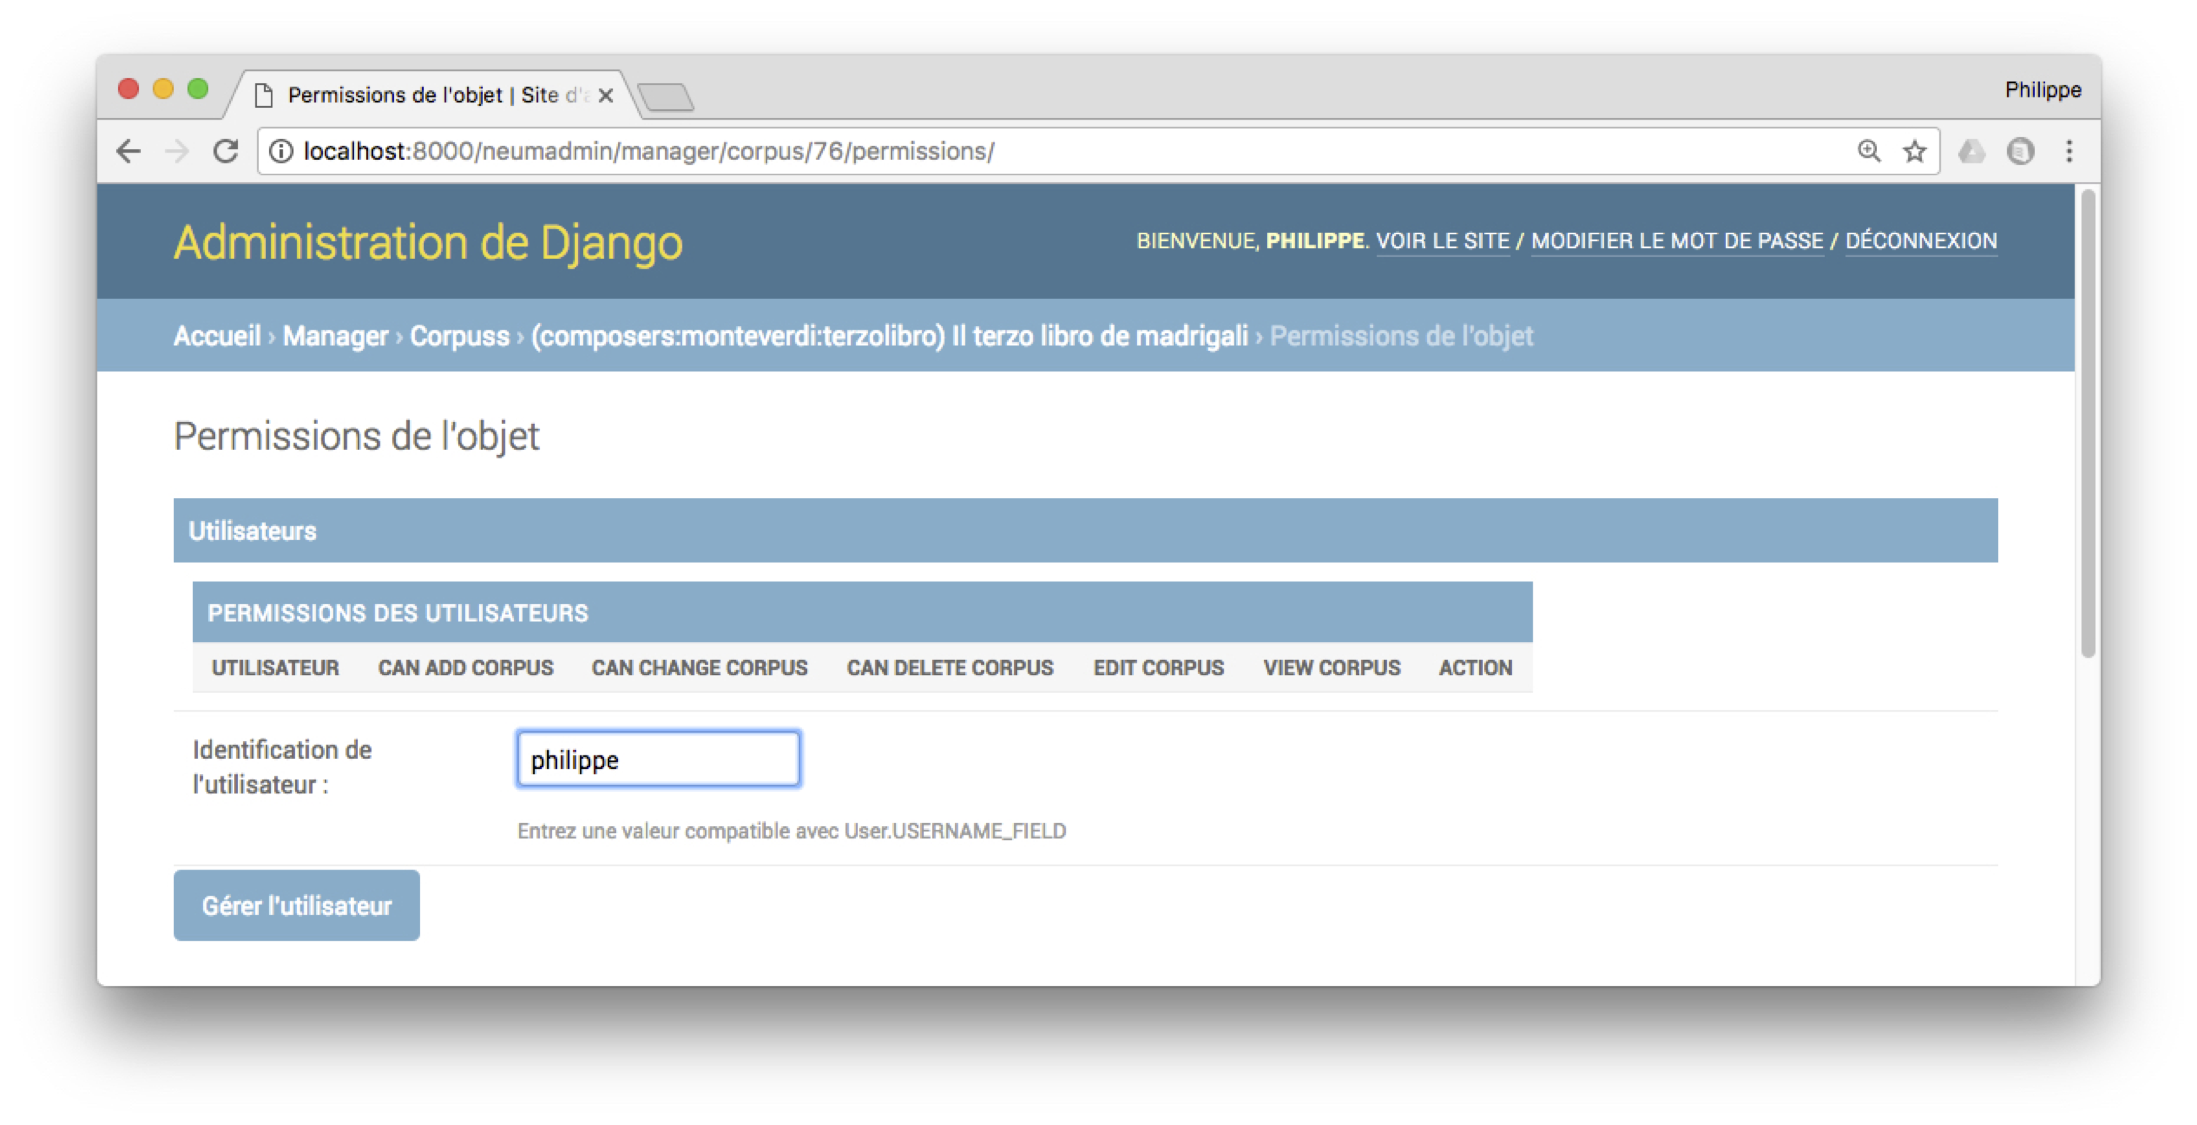 Permissions de l'objet | Site d'a
Philippe
localhost:8000/neumadmin/manager/corpus/76/permissions/
Administration de Django
BIENVENUE, PHILIPPE. VOIR LE SITE / MODIFIER LE MOT DE PASSE / DÉCONNEXION
Accueil › Manager › Corpuss › (composers:monteverdi:terzolibro) Il terzo libro de madrigali › Permissions de l'objet
Permissions de l'objet
Utilisateurs
PERMISSIONS DES UTILISATEURS
UTILISATEUR CAN ADD CORPUS CAN CHANGE CORPUS CAN DELETE CORPUS EDIT CORPUS VIEW CORPUS ACTION
Identification de
l'utilisateur :
philippe
Entrez une valeur compatible avec User.USERNAME_FIELD
Gérer l'utilisateur